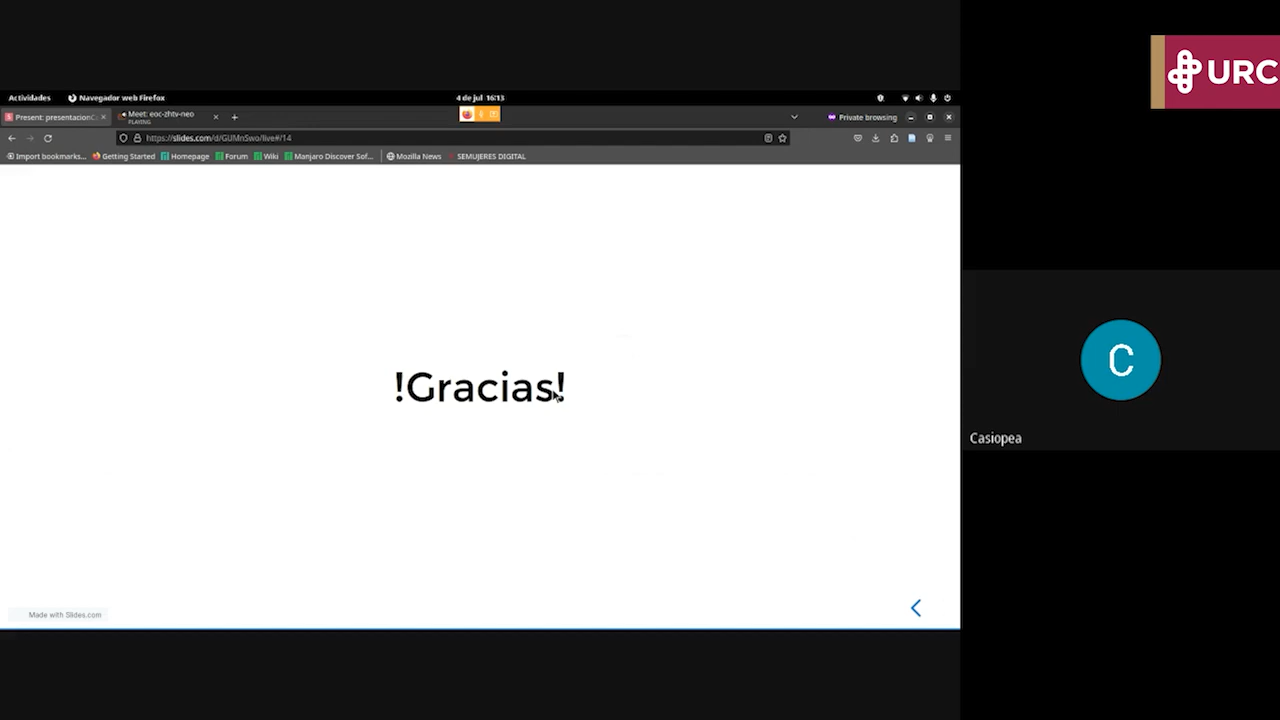 URC
Actividades
Navegador web Firefox
4 de jul 16:13
Present: presentacionC
Meet: eoc-zhtv-neo
PLAYING
Private browsing
https://slides.com/d/GUMnSwo/live#/14
Import bookmarks...
Getting Started
Homepage
Forum
Wiki
Manjaro Discover Sof...
Mozilla News
SEMUJERES DIGITAL
!Gracias!
C
Casiopea
Made with Slides.com